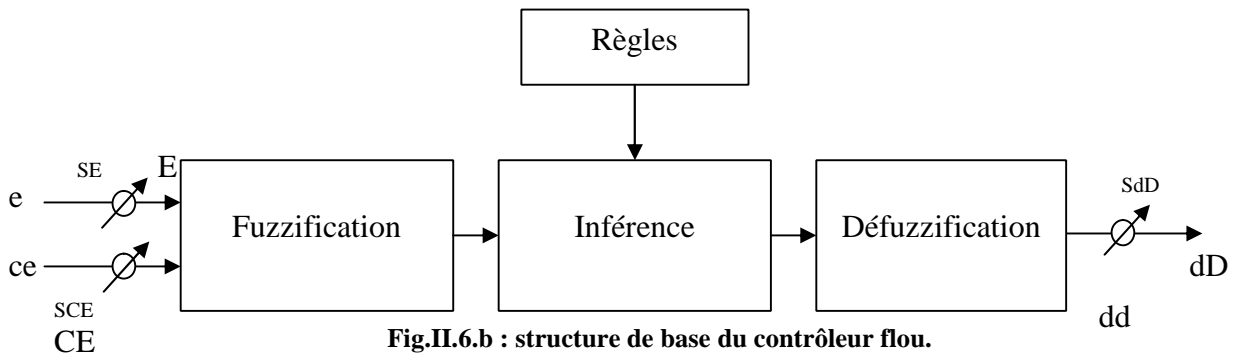 Règles
SE
E
e
SdD
Fuzzification
Inférence
Défuzzification
ce
dD
SCE
CE
dd
Fig.II.6.b : structure de base du contrôleur flou.